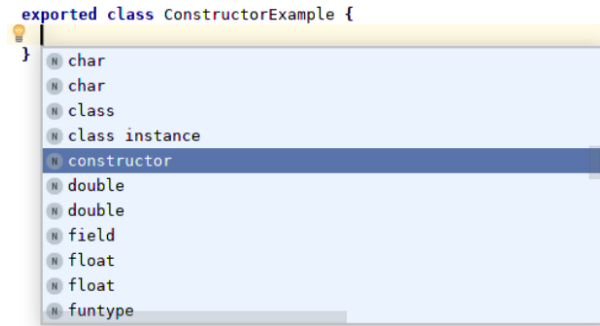 exported class ConstructorExample {
}
N char
N char
N class
N class instance
N constructor
N double
N double
N field
N float
N float
N funtype